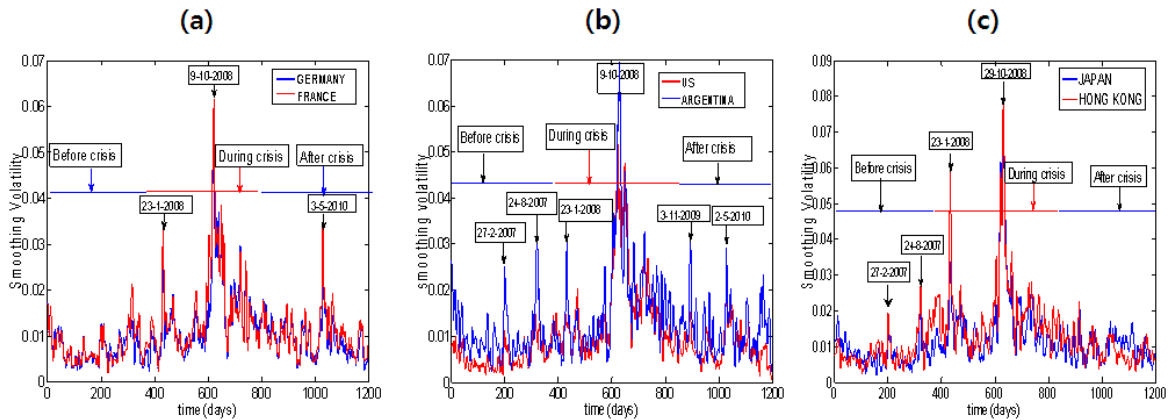 (a)
0.07
0.06
0.05
0.04
0.03
0.02
0.01
0
Smoothing Volatility
9-10-2008
GERMANY
FRANCE
Before crisis
During crisis
After crisis
23-1-2008
3-5-2010
0 200 400 600 800 1000 1200
time (days)
(b)
0.07
0.06
0.05
0.04
0.03
0.02
0.01
0
Smoothing volatility
9-10-2008
US
ARGENTINA
Before crisis
During crisis
After crisis
27-2-2007
24-8-2007
23-1-2008
3-11-2009
2-5-2010
0 200 400 600 800 1000 1200
time (days)
(c)
0.09
0.08
0.07
0.06
0.05
0.04
0.03
0.02
0.01
0
Smoothing volatility
29-10-2008
JAPAN
HONG KONG
23-1-2008
Before crisis
During crisis
After crisis
24-8-2007
27-2-2007
0 200 400 600 800 1000 1200
time (days)